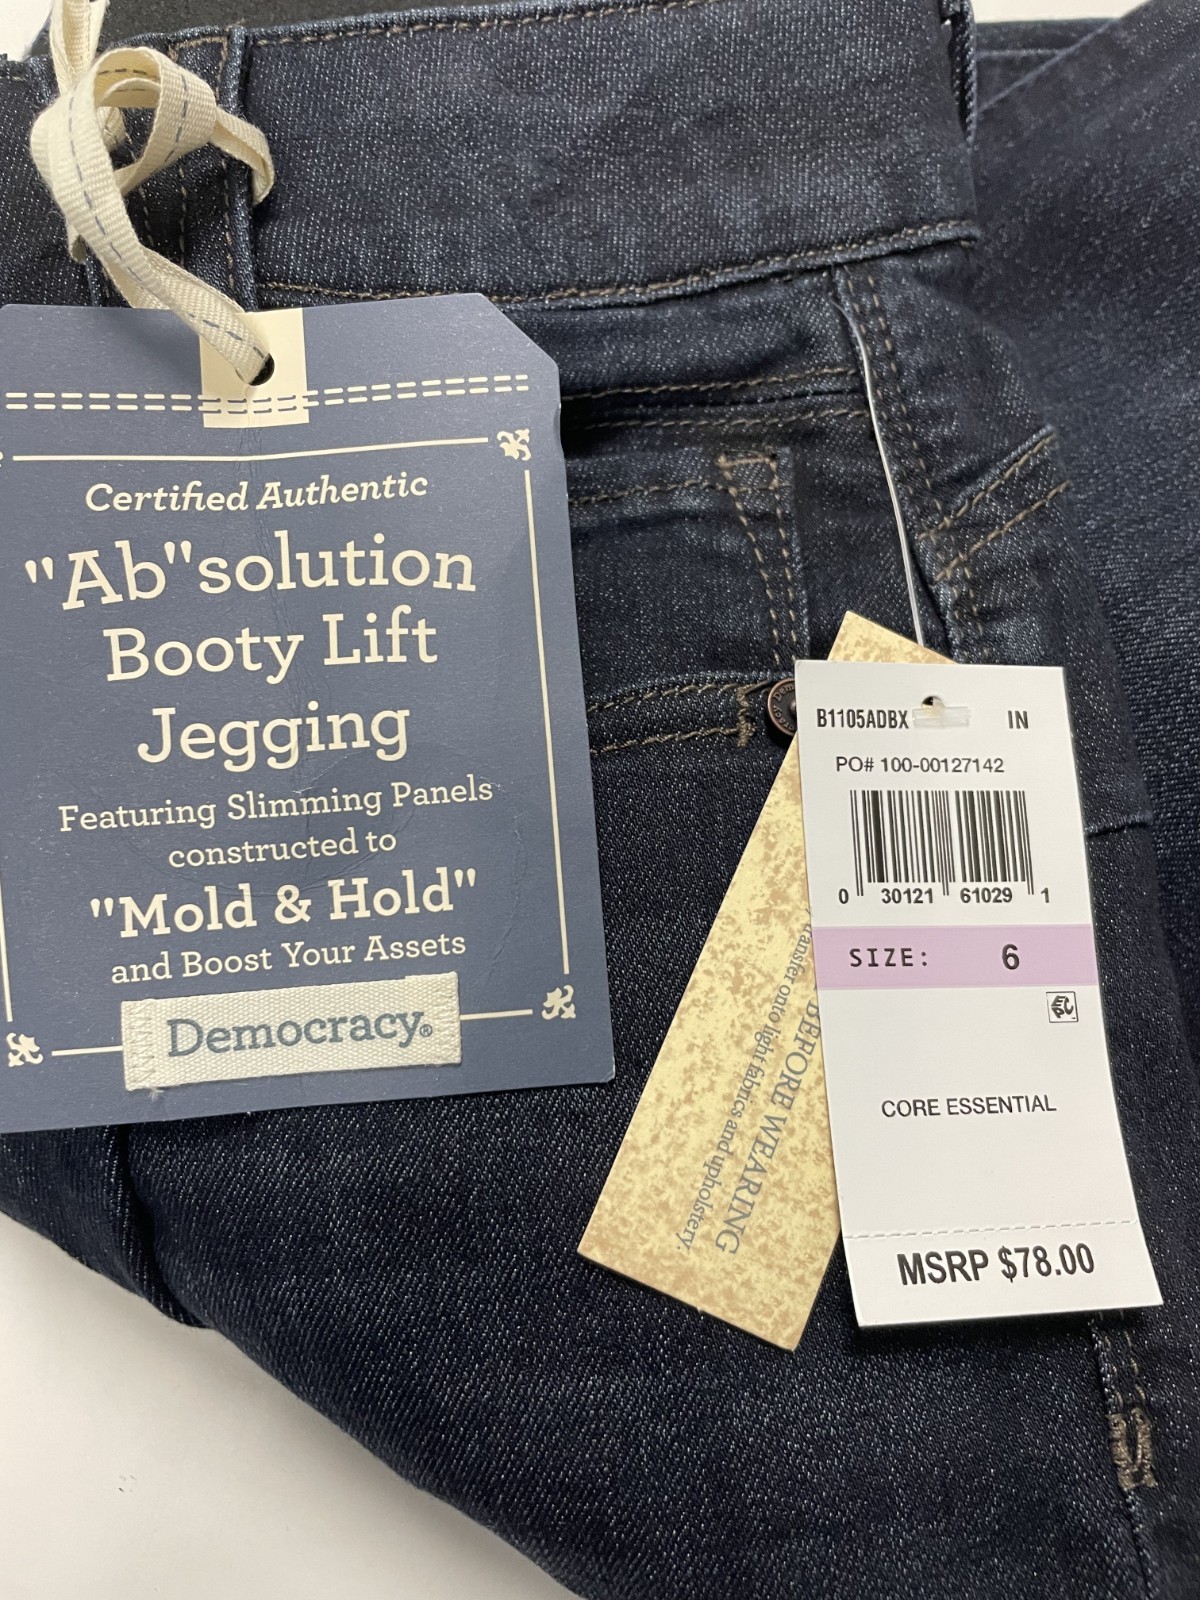 Certified Authentic
"Ab"solution
Booty Lift
Jegging
Featuring Slimming Panels
constructed to
"Mold & Hold"
and Boost Your Assets
Democracy®
B1105ADBX IN
PO# 100-00127142
0 30121 61029 1
SIZE: 6
CORE ESSENTIAL
MSRP $78.00
BEFORE WEARING
transfer onto light fabrics and upholstery.